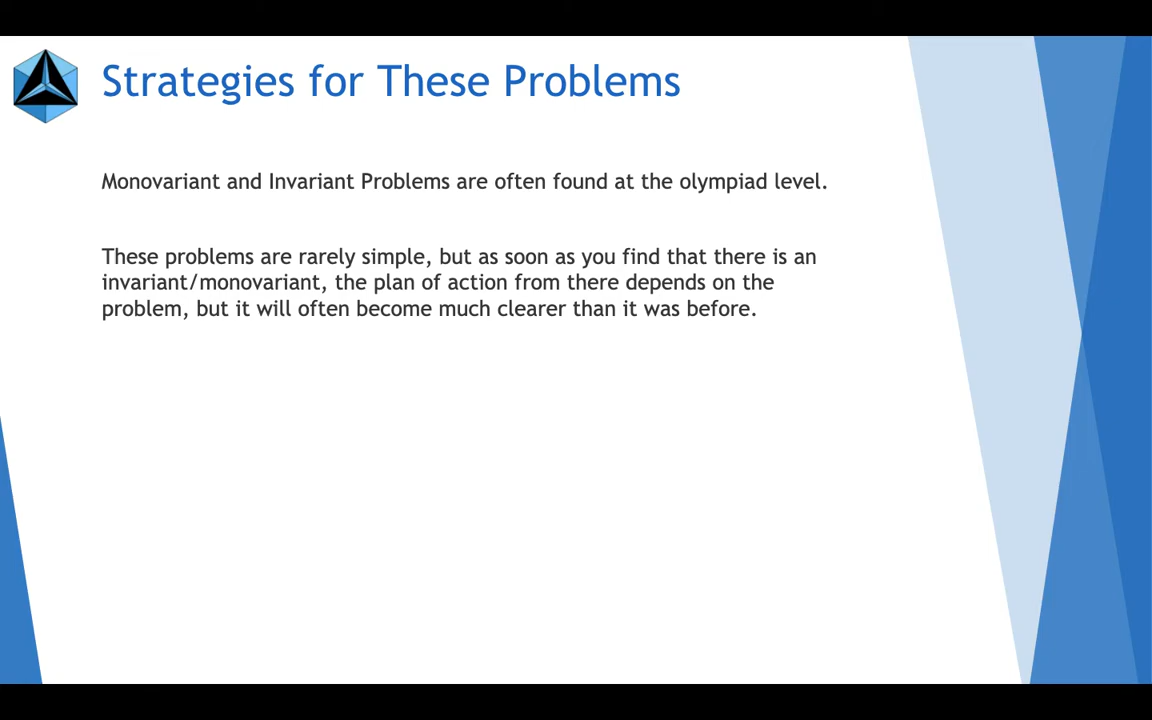 Strategies for These Problems
Monovariant and Invariant Problems are often found at the olympiad level.
These problems are rarely simple, but as soon as you find that there is an
invariant/monovariant, the plan of action from there depends on the
problem, but it will often become much clearer than it was before.